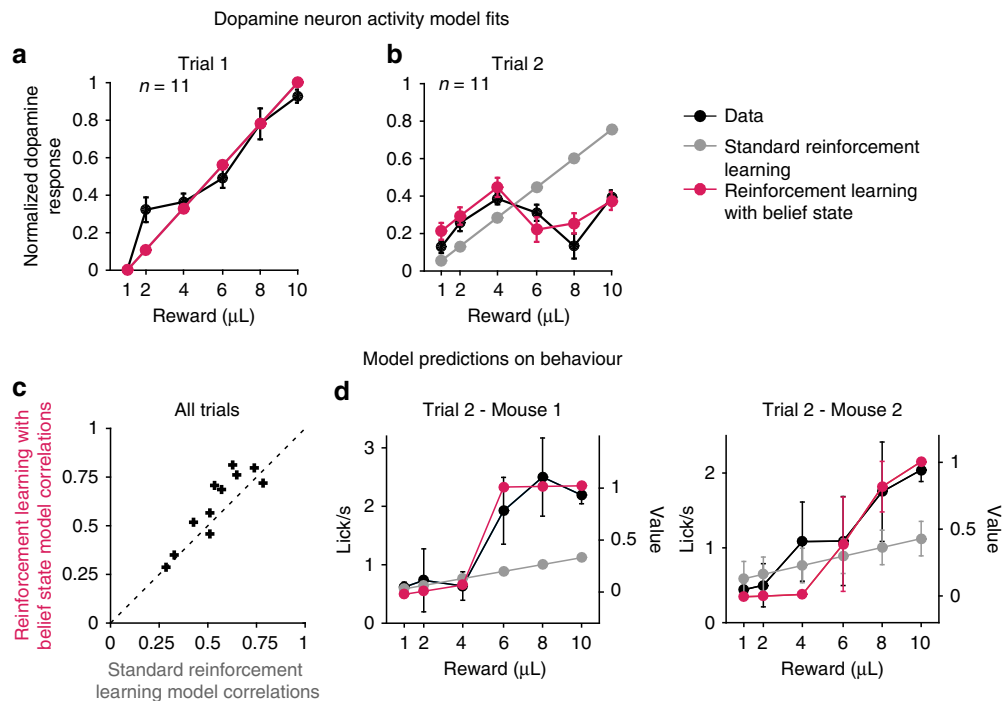 Dopamine neuron activity model fits
a
Trial 1
n = 11
Normalized dopamine
response
1
0.8
0.6
0.4
0.2
0
1 2 4 6 8 10
Reward (μL)
b
Trial 2
n = 11
1
0.8
0.6
0.4
0.2
0
1 2 4 6 8 10
Reward (μL)
Data
Standard reinforcement
learning
Reinforcement learning
with belief state
Model predictions on behaviour
c
All trials
Reinforcement learning with
belief state model correlations
1
0.75
0.5
0.25
0 0.25 0.5 0.75 1
Standard reinforcement
learning model correlations
d
Trial 2 - Mouse 1
Lick/s
3
2
1
0
1 2 4 6 8 10
Reward (μL)
1
0.5
0
Value
Trial 2 - Mouse 2
Lick/s
2
1
0
1 2 4 6 8 10
Reward (μL)
1
0.5
0
Value